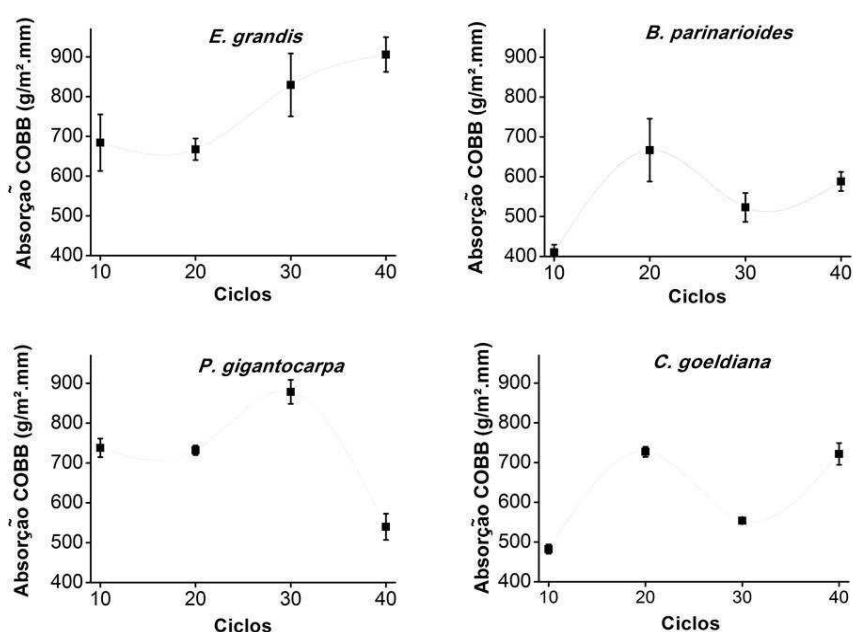 E. grandis
Absorção COBB (g/m².mm)
900
800
700
600
500
400
10 20 30 40
Ciclos
B. parinarioides
Absorção COBB (g/m².mm)
900
800
700
600
500
400
10 20 30 40
Ciclos
P. gigantocarpa
Absorção COBB (g/m².mm)
900
800
700
600
500
400
10 20 30 40
Ciclos
C. goeldiana
Absorção COBB (g/m².mm)
900
800
700
600
500
400
10 20 30 40
Ciclos